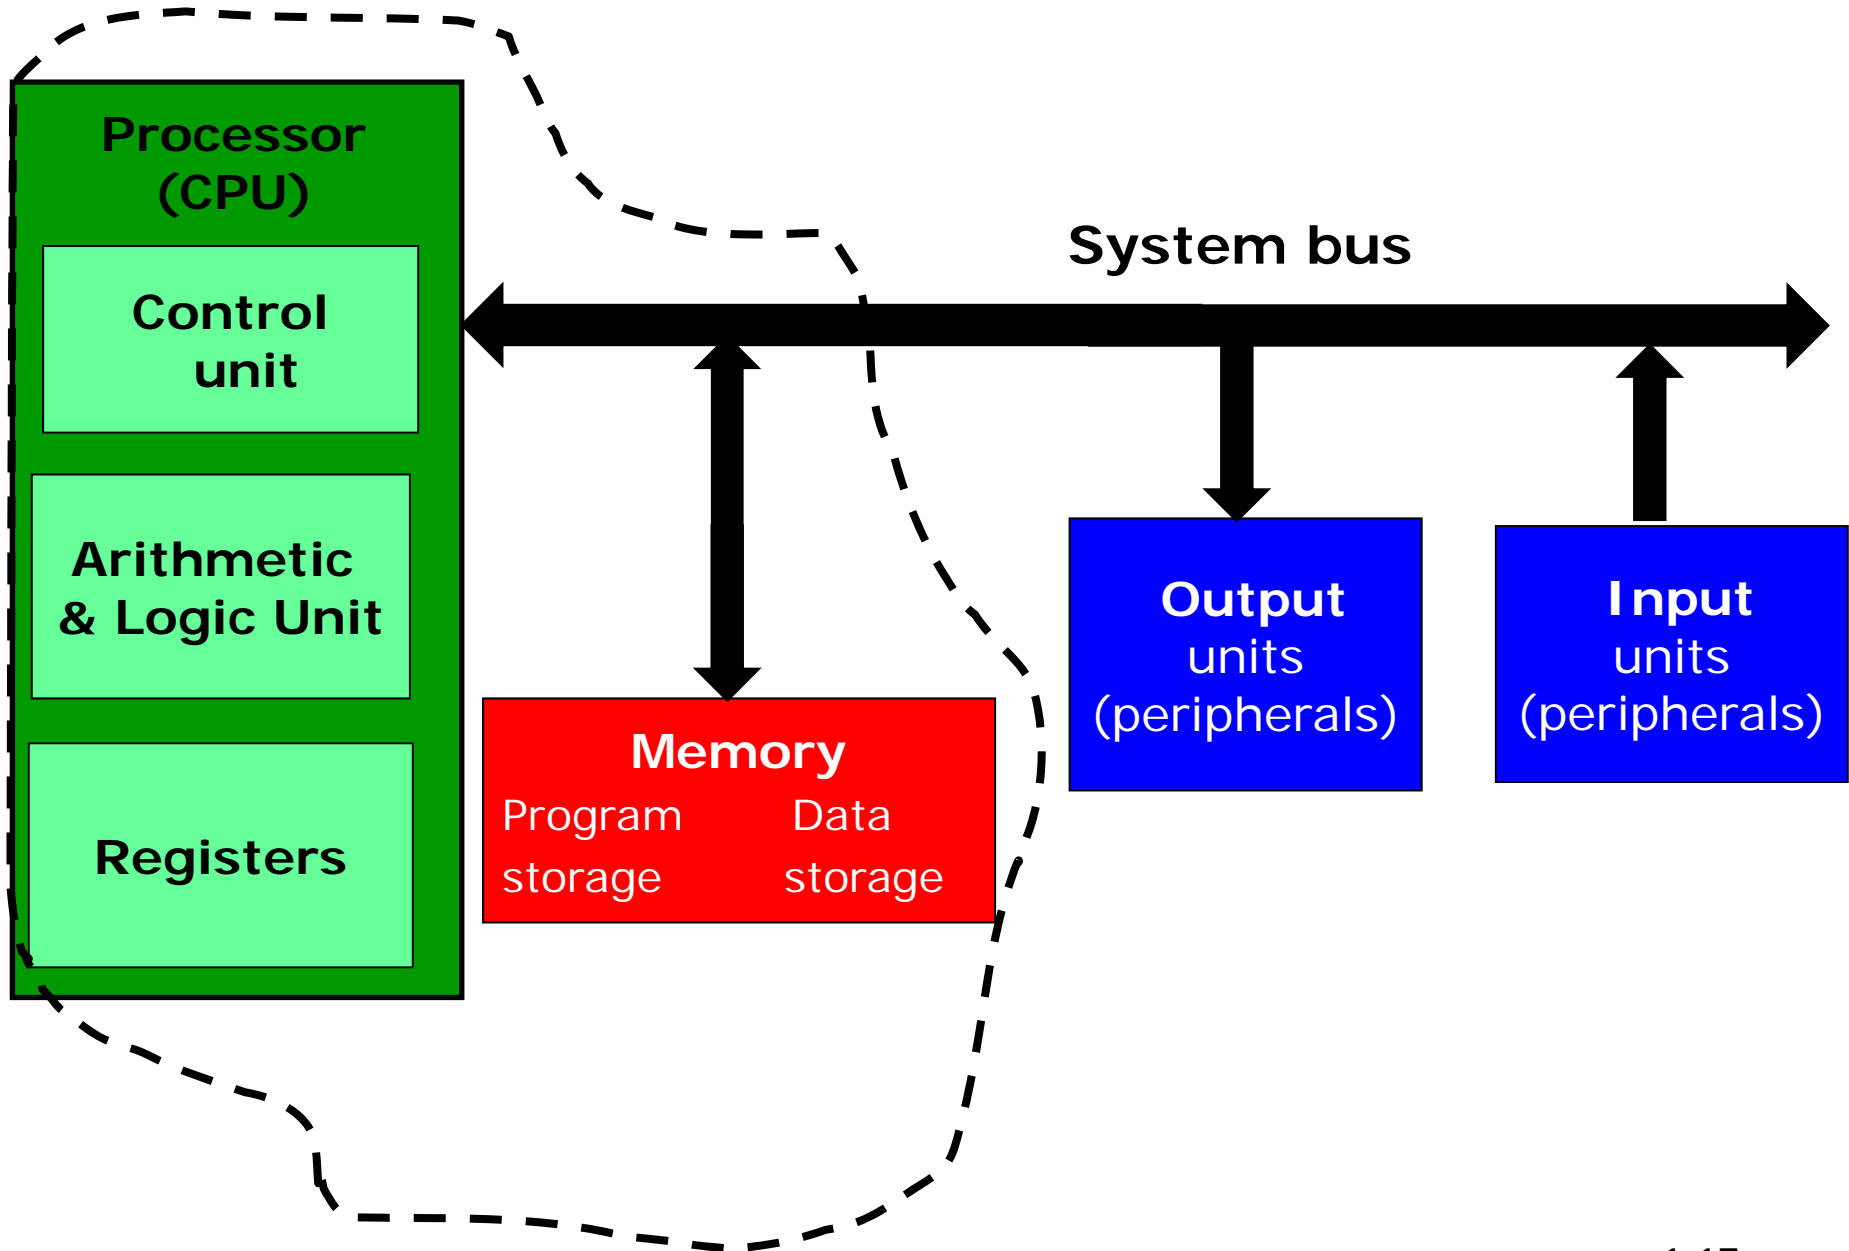 Processor
(CPU)
Control
unit
Arithmetic
& Logic Unit
Registers
System bus
Memory
Program Data
storage storage
Output
units
(peripherals)
Input
units
(peripherals)